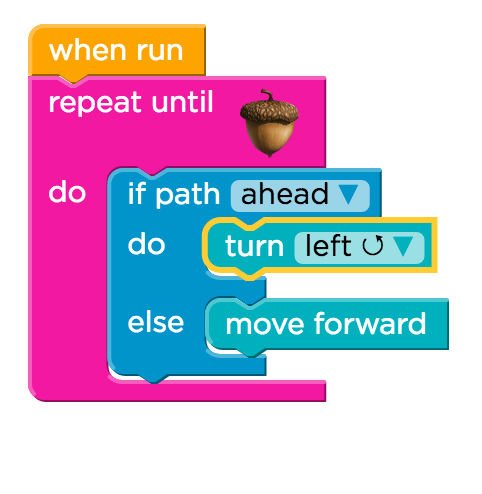 when run
repeat until
do if path ahead ▼
do turn left ↺ ▼
else move forward